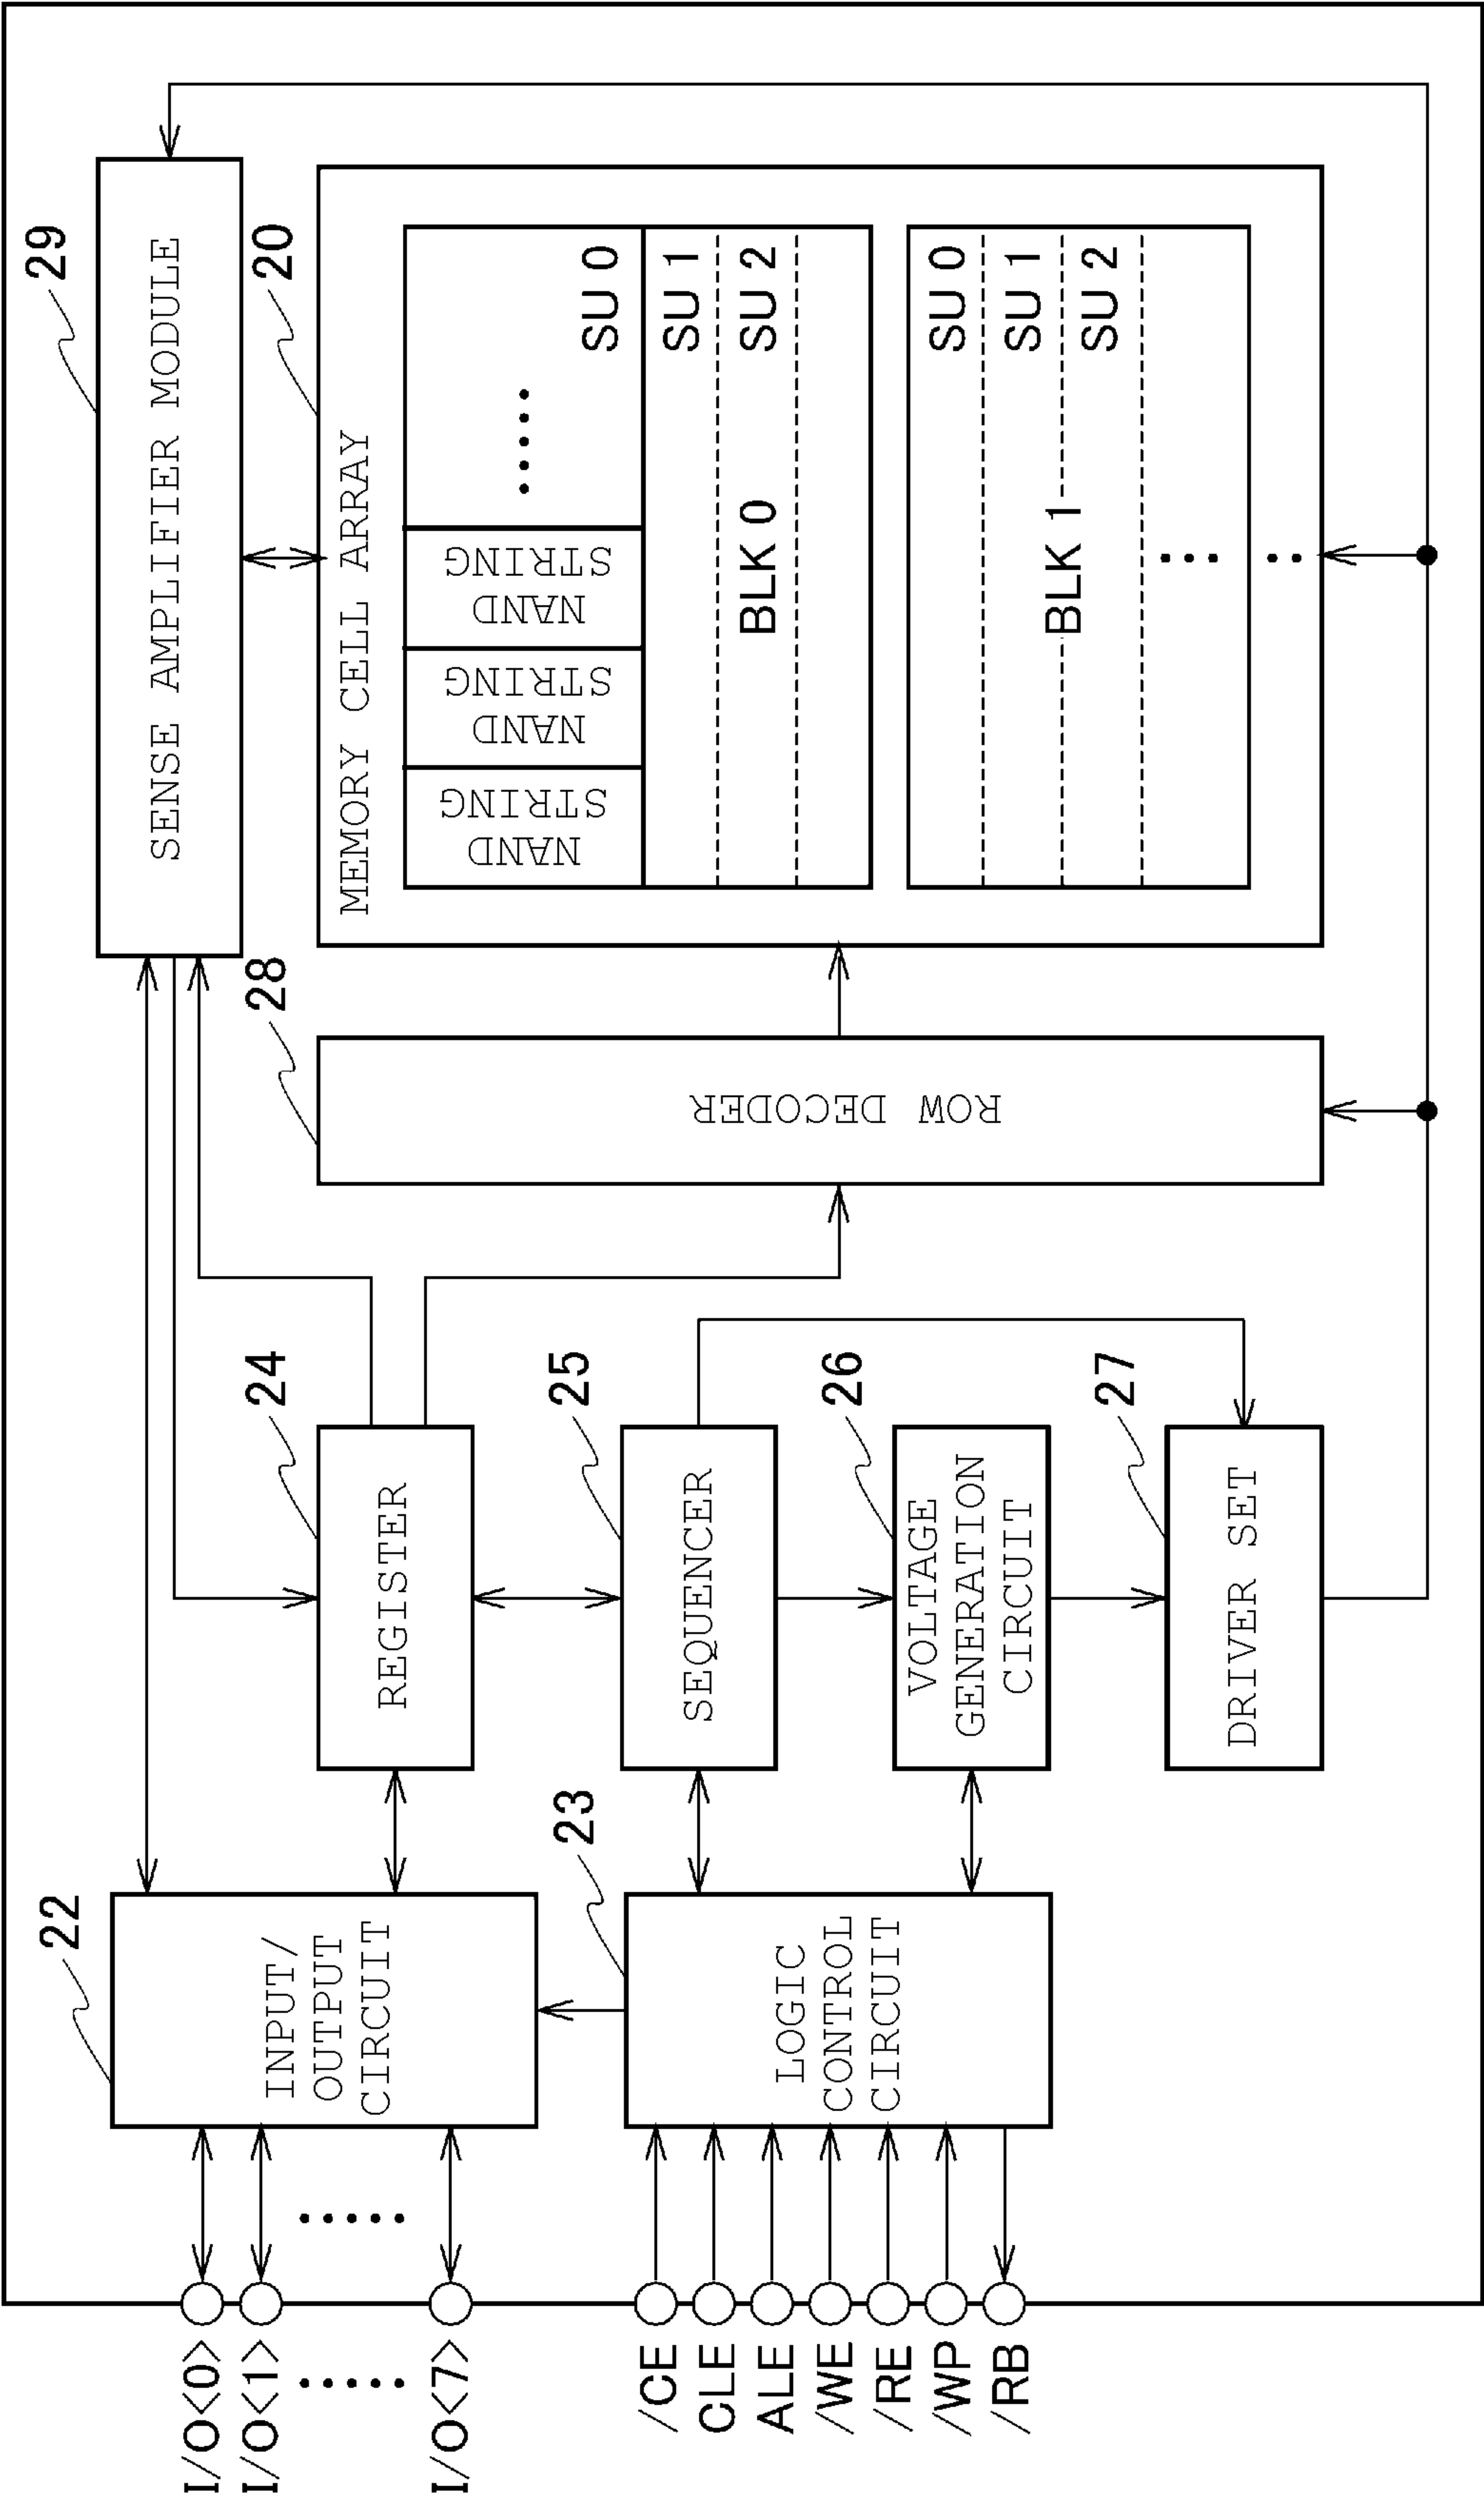 29
SENSE AMPLIFIER MODULE
20
MEMORY CELL ARRAY
NAND
STRING
NAND
STRING
NAND
STRING
.....
SU 0
SU 1
BLK 0
SU 2
SU 0
SU 1
BLK 1
SU 2
28
ROW DECODER
24
REGISTER
25
SEQUENCER
26
VOLTAGE
GENERATION
CIRCUIT
27
DRIVER SET
22
INPUT/
OUTPUT
CIRCUIT
23
LOGIC
CONTROL
CIRCUIT
I/O<0>
I/O<1>
.....
I/O<7>
/CE
CLE
ALE
/WE
/RE
/WP
/RB